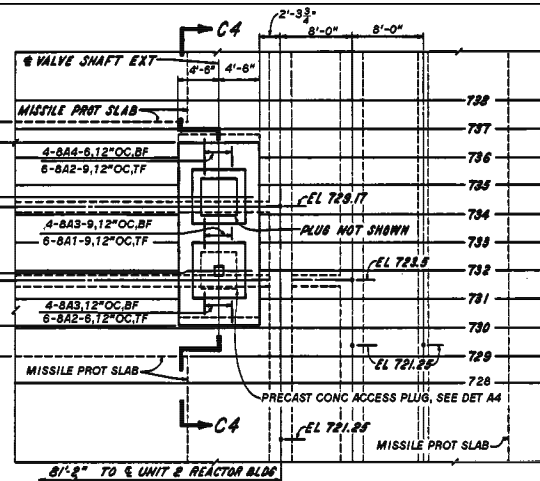 C4
2'-3¾"
8'-0" 8'-0"
℄ VALVE SHAFT EXT
4'-6" 4'-6"
MISSILE PROT SLAB
738
737
4-8A4-6,12"OC,BF
736
6-8A2-9,12"OC,TF
735
EL 729.17
734
4-8A3-9,12"OC,BF
PLUG NOT SHOWN
6-8A1-9,12"OC,TF
733
EL 723.5
732
731
4-8A3,12"OC,BF
6-8A2-6,12"OC,TF
730
729
EL 721.25
MISSILE PROT SLAB
728
PRECAST CONC ACCESS PLUG, SEE DET A4
C4
EL 721.25
MISSILE PROT SLAB
81'-2" TO ℄ UNIT 2 REACTOR BLDG